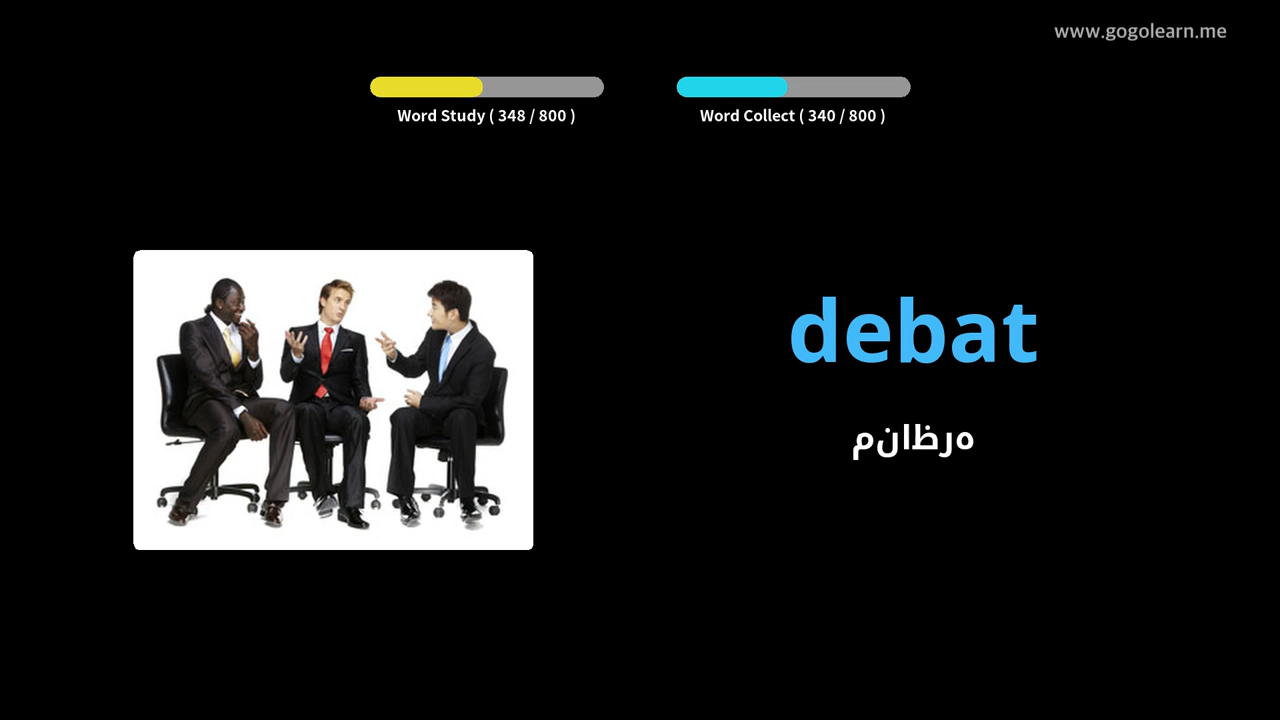 www.gogolearn.me
Word Study ( 348 / 800 )
Word Collect ( 340 / 800 )
debat
مناظره